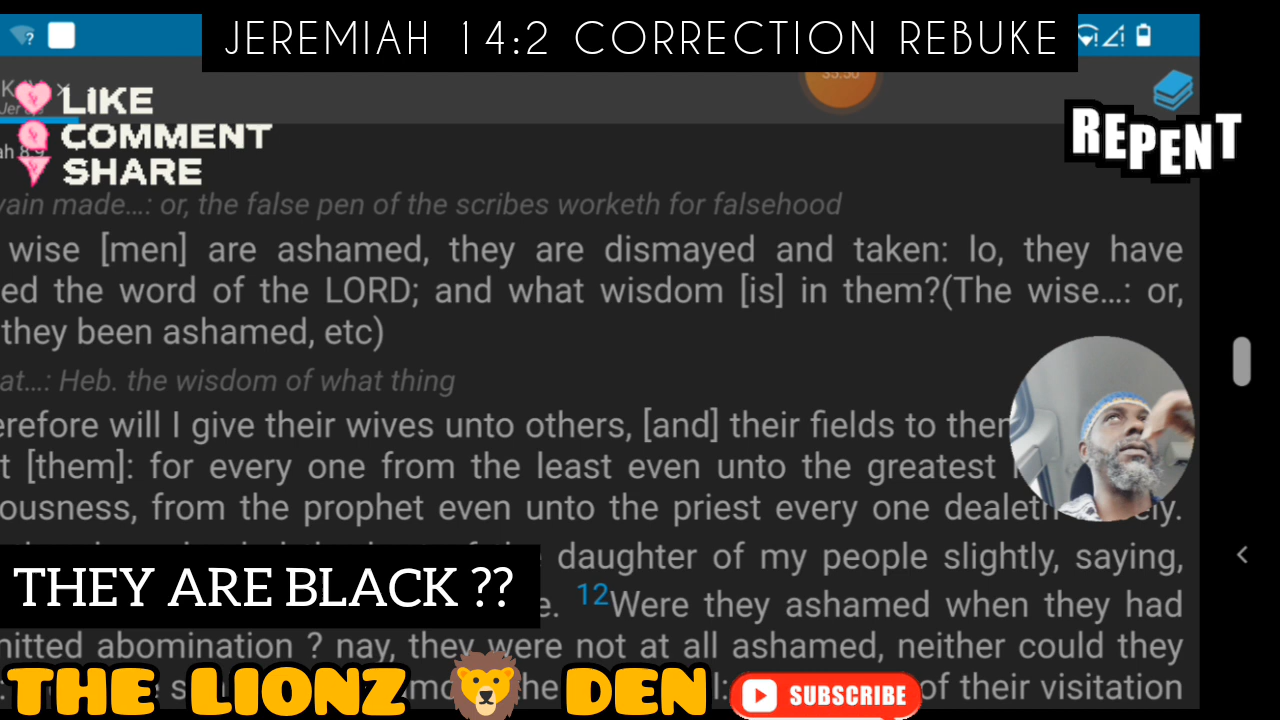 JEREMIAH 14:2 CORRECTION REBUKE
35:50
LIKE
COMMENT
SHARE
REPENT
vain made...: or, the false pen of the scribes worketh for falsehood
wise [men] are ashamed, they are dismayed and taken: lo, they have
ed the word of the LORD; and what wisdom [is] in them?(The wise...: or,
they been ashamed, etc)
at...: Heb. the wisdom of what thing
erefore will I give their wives unto others, [and] their fields to
t [them]: for every one from the least even unto the greatest
ousness, from the prophet even unto the priest every one dealeth
daughter of my people slightly, saying,
THEY ARE BLACK ??
e. 12Were they ashamed when they had
mitted abomination ? nay, they were not at all ashamed, neither could they
THE LIONZ DEN
SUBSCRIBE
of their visitation